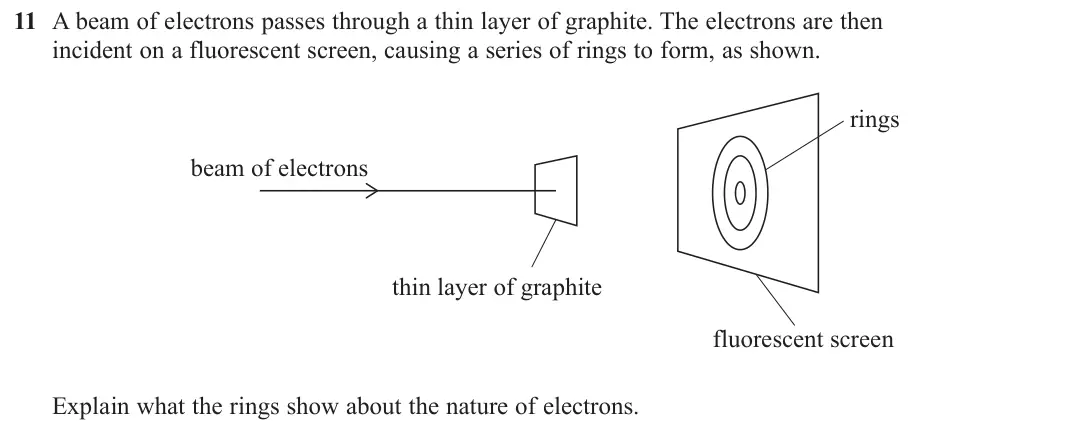 11 A beam of electrons passes through a thin layer of graphite. The electrons are then
incident on a fluorescent screen, causing a series of rings to form, as shown.
rings
beam of electrons
thin layer of graphite
fluorescent screen
Explain what the rings show about the nature of electrons.